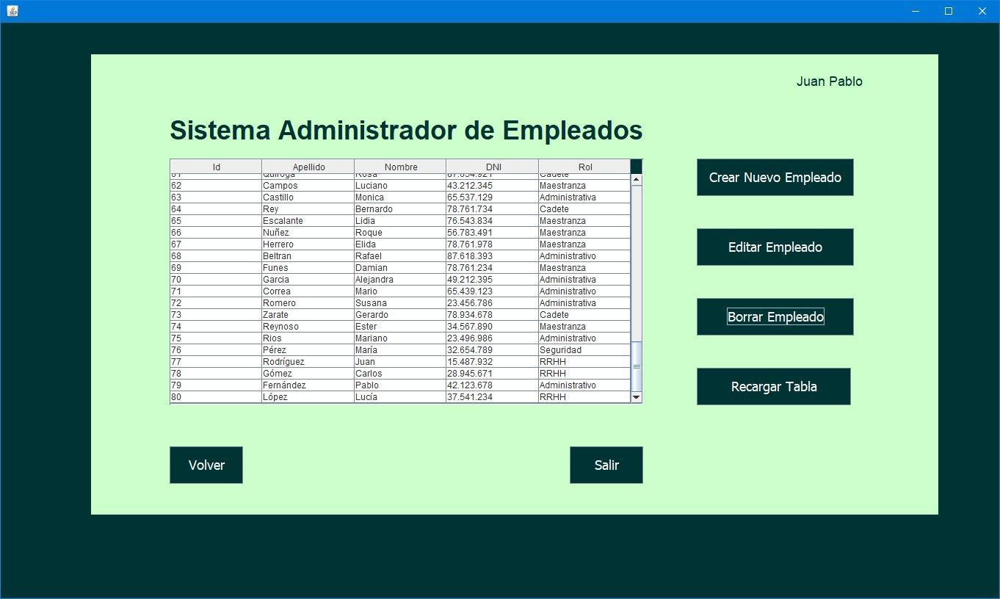 Juan Pablo
Sistema Administrador de Empleados
Id Apellido Nombre DNI Rol
61 Quiroga Rosa 87.654.921 Cadete
62 Campos Luciano 43.212.345 Maestranza
63 Castillo Monica 65.537.129 Administrativa
64 Rey Bernardo 78.761.734 Cadete
65 Escalante Lidia 76.543.834 Maestranza
66 Nuñez Roque 56.783.491 Maestranza
67 Herrero Elida 78.761.978 Maestranza
68 Beltran Rafael 87.618.393 Administrativo
69 Funes Damian 78.761.234 Maestranza
70 Garcia Alejandra 49.212.395 Administrativa
71 Correa Mario 65.439.123 Administrativo
72 Romero Susana 23.456.786 Administrativa
73 Zarate Gerardo 78.934.678 Cadete
74 Reynoso Ester 34.567.890 Maestranza
75 Rios Mariano 23.496.986 Administrativo
76 Pérez María 32.654.789 Seguridad
77 Rodríguez Juan 15.487.932 RRHH
78 Gómez Carlos 28.945.671 RRHH
79 Fernández Pablo 42.123.678 Administrativo
80 López Lucía 37.541.234 RRHH
Crear Nuevo Empleado
Editar Empleado
Borrar Empleado
Recargar Tabla
Volver
Salir